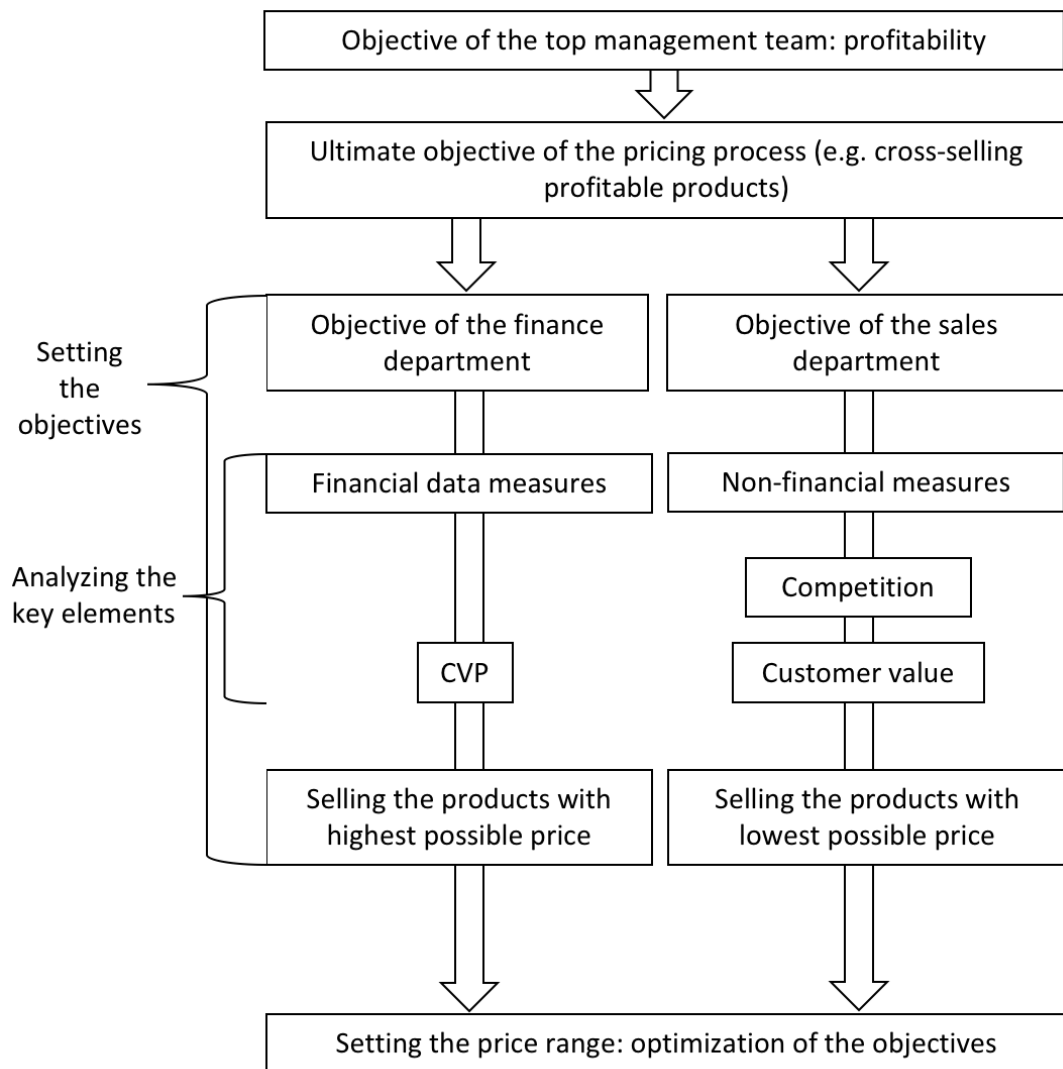 Objective of the top management team: profitability
Ultimate objective of the pricing process (e.g. cross-selling
profitable products)
Setting
the
objectives
Objective of the finance
department
Objective of the sales
department
Analyzing the
key elements
Financial data measures
Non-financial measures
Competition
CVP
Customer value
Selling the products with
highest possible price
Selling the products with
lowest possible price
Setting the price range: optimization of the objectives